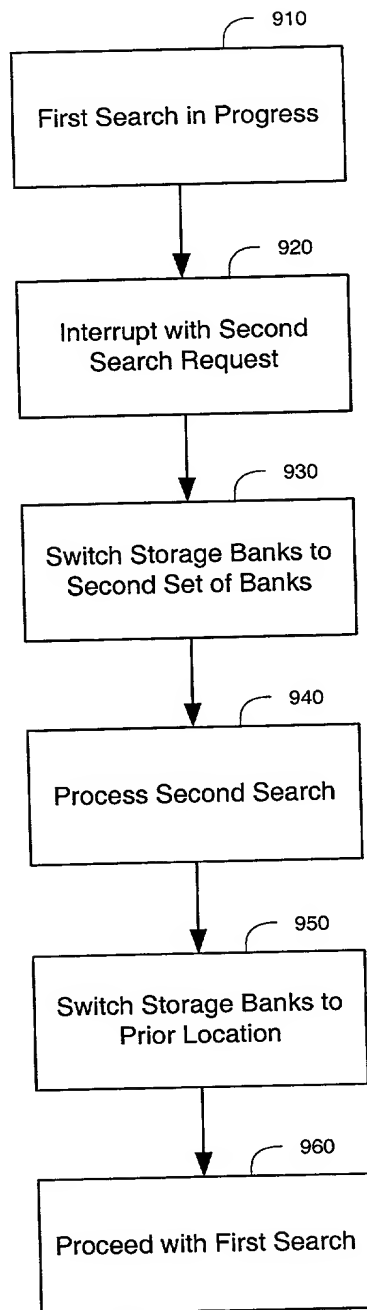 910
First Search in Progress
920
Interrupt with Second
Search Request
930
Switch Storage Banks to
Second Set of Banks
940
Process Second Search
950
Switch Storage Banks to
Prior Location
960
Proceed with First Search